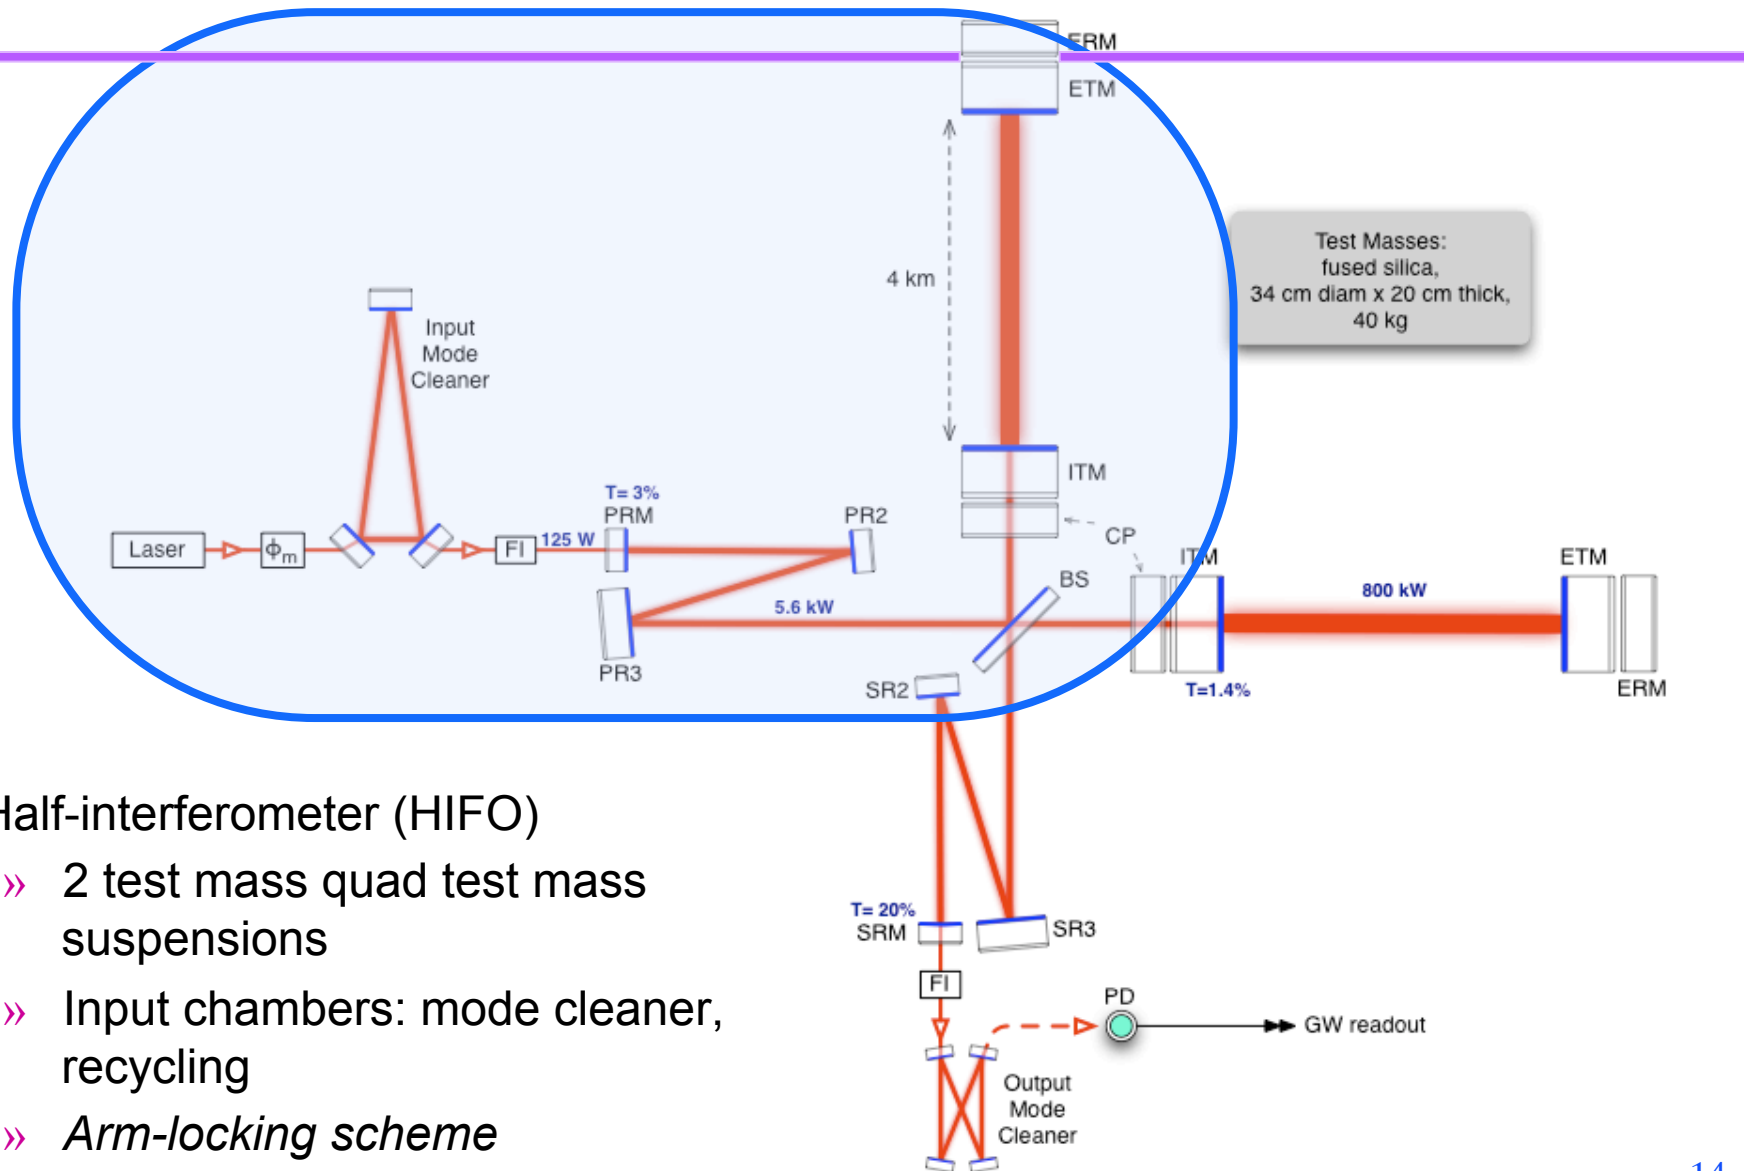 ERM
ETM
Test Masses:
fused silica,
34 cm diam x 20 cm thick,
40 kg
4 km
Input
Mode
Cleaner
ITM
T= 3%
PRM
PR2
CP
Laser
ϕm
FI
125 W
ITM
ETM
BS
800 kW
5.6 kW
PR3
SR2
T=1.4%
ERM
Half-interferometer (HIFO)
» 2 test mass quad test mass
suspensions
» Input chambers: mode cleaner,
recycling
» Arm-locking scheme
T= 20%
SRM
SR3
FI
PD
GW readout
Output
Mode
Cleaner
14